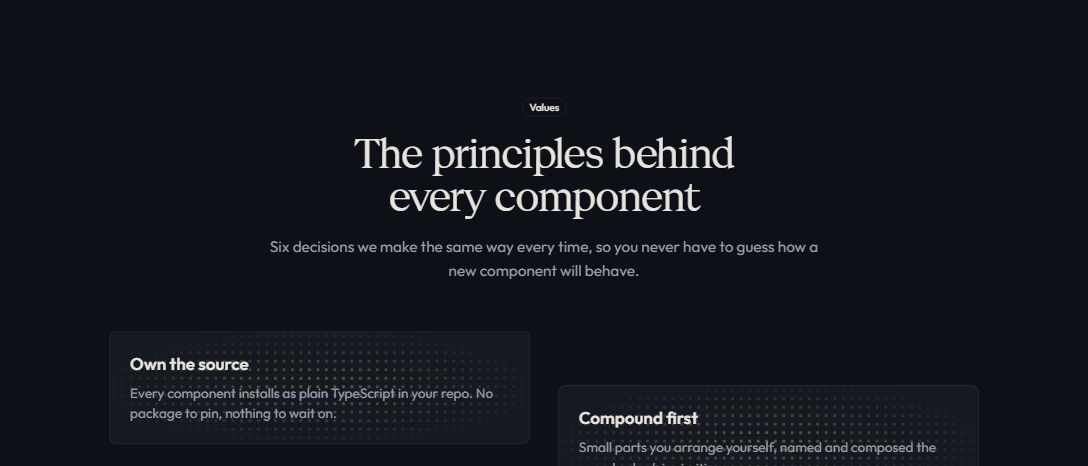 Values
The principles behind
every component
Six decisions we make the same way every time, so you never have to guess how a
new component will behave.
Own the source
Every component installs as plain TypeScript in your repo. No
package to pin, nothing to wait on.
Compound first
Small parts you arrange yourself, named and composed the